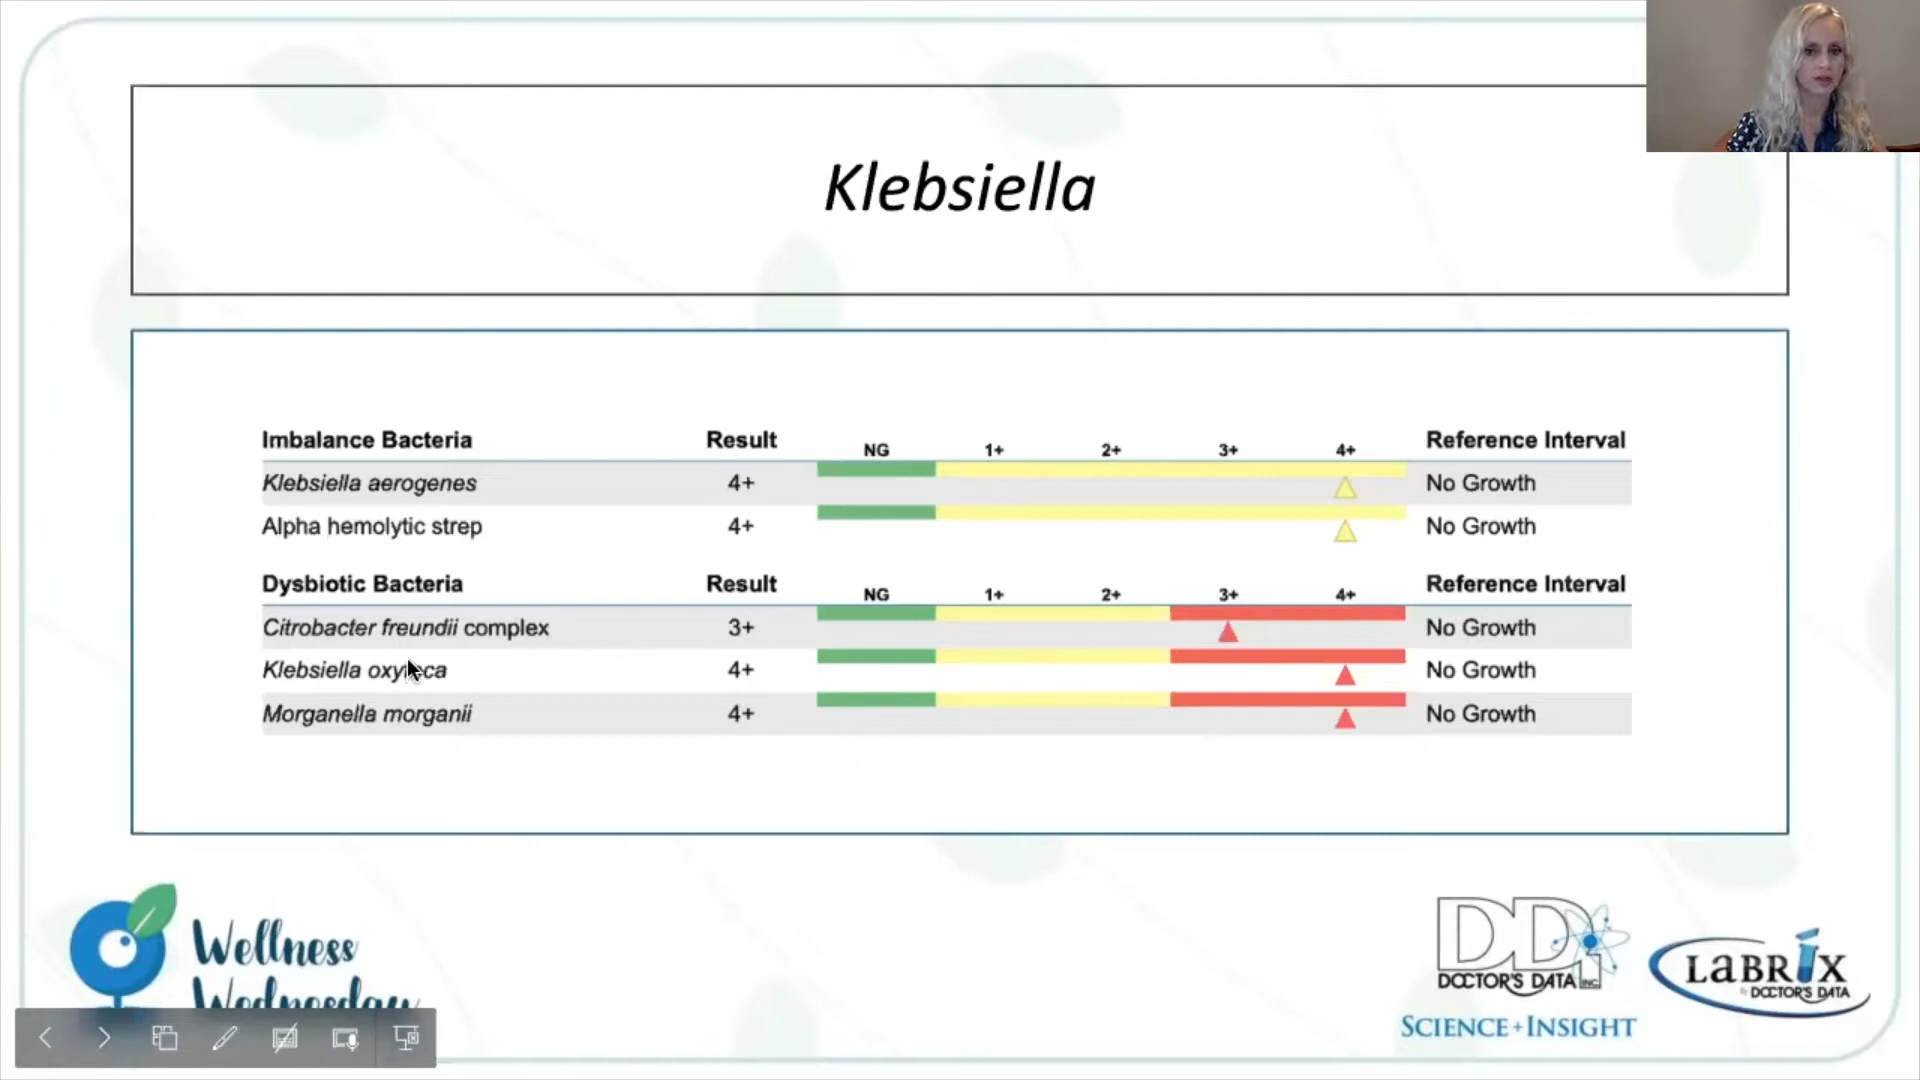 Klebsiella
Imbalance Bacteria Result NG 1+ 2+ 3+ 4+ Reference Interval
Klebsiella aerogenes 4+ No Growth
Alpha hemolytic strep 4+ No Growth
Dysbiotic Bacteria Result NG 1+ 2+ 3+ 4+ Reference Interval
Citrobacter freundii complex 3+ No Growth
Klebsiella oxytoca 4+ No Growth
Morganella morganii 4+ No Growth
Wellness
Wednesday
DDI
DOCTOR'S DATA INC.
SCIENCE + INSIGHT
LABRIX
by DOCTOR'S DATA